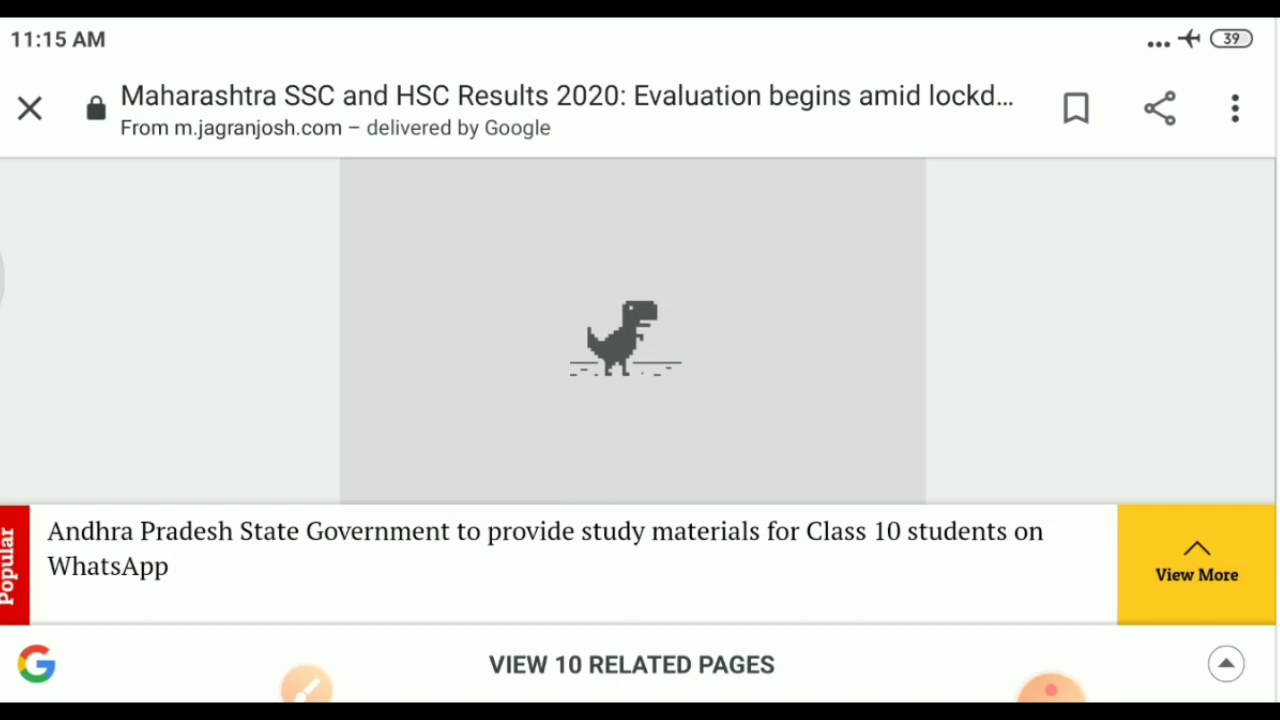 11:15 AM
39
Maharashtra SSC and HSC Results 2020: Evaluation begins amid lockd...
From m.jagranjosh.com – delivered by Google
Popular
Andhra Pradesh State Government to provide study materials for Class 10 students on
WhatsApp
View More
VIEW 10 RELATED PAGES